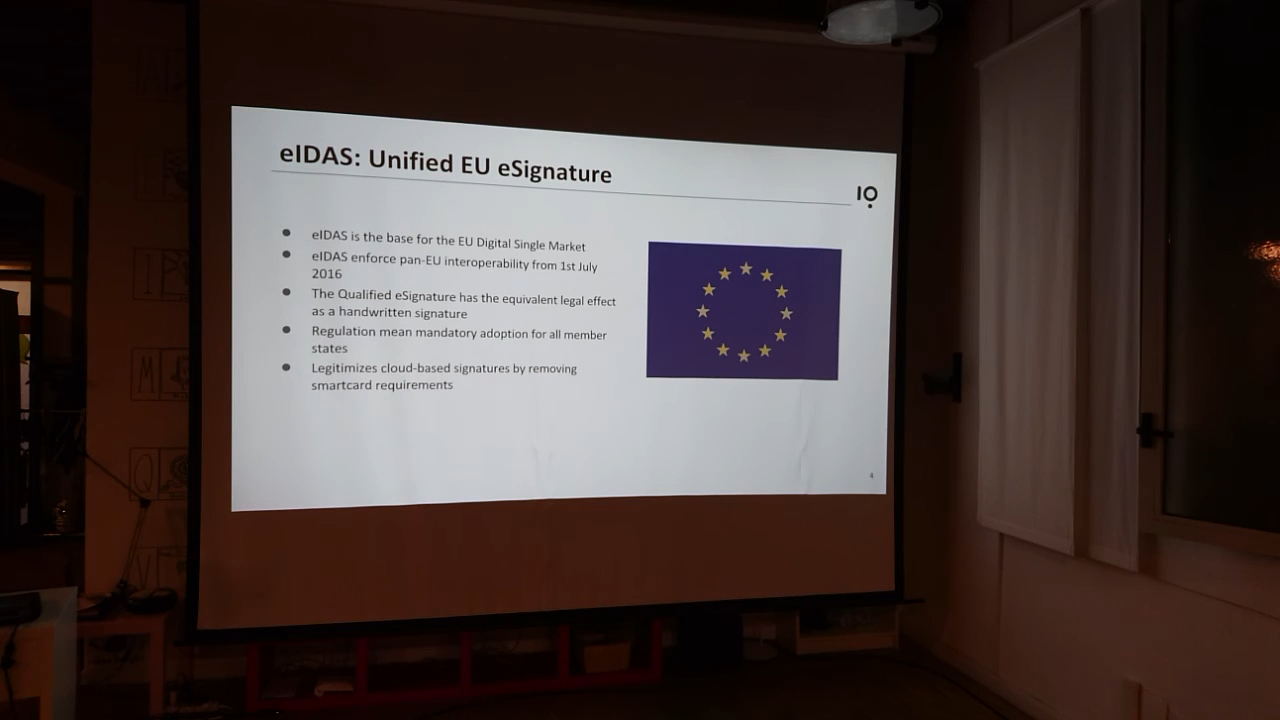 eIDAS: Unified EU eSignature
IQ
eIDAS is the base for the EU Digital Single Market
eIDAS enforce pan-EU interoperability from 1st July
2016
The Qualified eSignature has the equivalent legal effect
as a handwritten signature
Regulation mean mandatory adoption for all member
states
Legitimizes cloud-based signatures by removing
smartcard requirements
4
I
M
Q